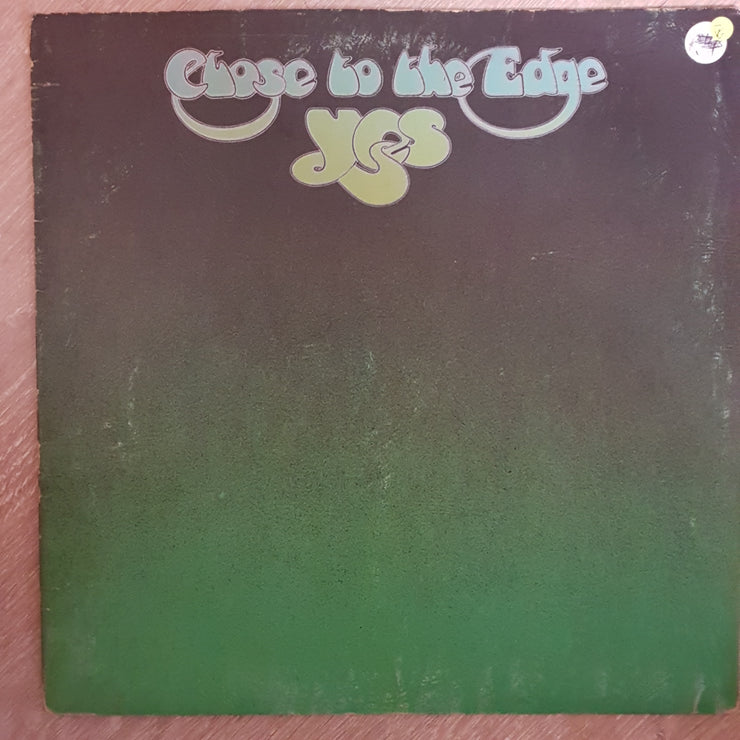 Close to the Edge
Yes